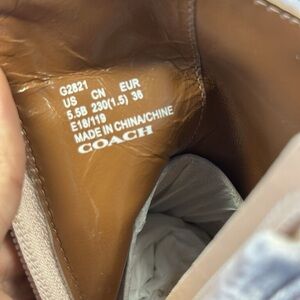 G2821
US CN EUR
5.5B 230(1.5) 36
E18/119
MADE IN CHINA/CHINE
COACH